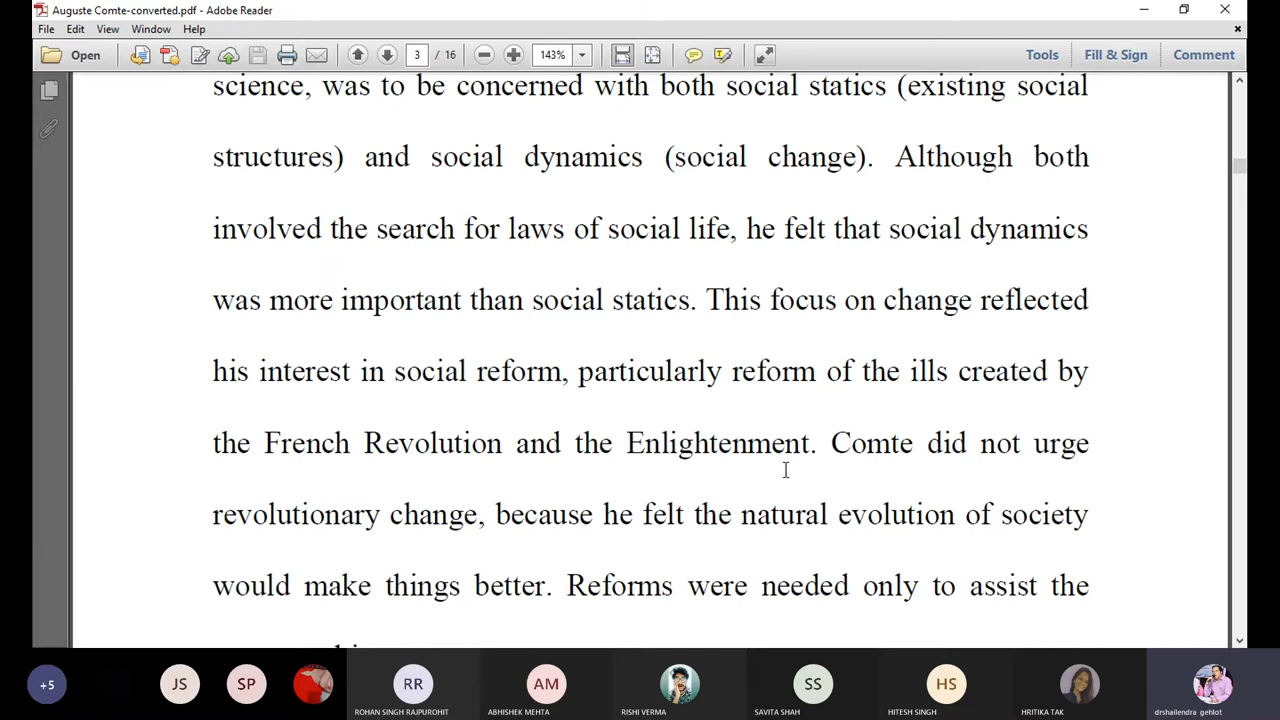 Auguste Comte-converted.pdf - Adobe Reader
File Edit View Window Help
Open 3 / 16 143% Tools Fill & Sign Comment
science, was to be concerned with both social statics (existing social
structures) and social dynamics (social change). Although both
involved the search for laws of social life, he felt that social dynamics
was more important than social statics. This focus on change reflected
his interest in social reform, particularly reform of the ills created by
the French Revolution and the Enlightenment. Comte did not urge
revolutionary change, because he felt the natural evolution of society
would make things better. Reforms were needed only to assist the
+5 JS SP RR AM SS HS
ROHAN SINGH RAJPUROHIT ABHISHEK MEHTA RISHI VERMA SAVITA SHAH HITESH SINGH HRITIKA TAK drshailendra gehlot